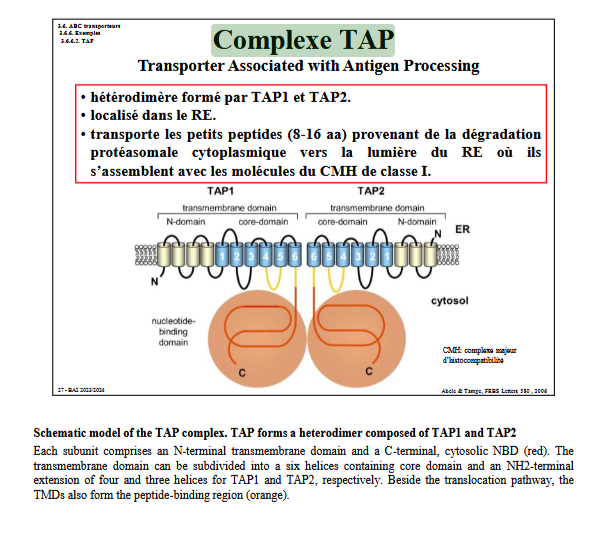 3.6. ABC transporteurs
3.6.6. Exemples
3.6.6.2. TAP
Complexe TAP
Transporter Associated with Antigen Processing
• hétérodimère formé par TAP1 et TAP2.
• localisé dans le RE.
• transporte les petits peptides (8-16 aa) provenant de la dégradation
protéasomale cytoplasmique vers la lumière du RE où ils
s’assemblent avec les molécules du CMH de classe I.
TAP1 TAP2
transmembrane domain transmembrane domain
N-domain core-domain core-domain N-domain
N ER
1 2 3 4 5 6 6 5 4 3 2 1
N
cytosol
nucleotide-
binding
domain
C C
CMH: complexe majeur
d’histocompatibilité
27 - BA2 2023/2024
Abele & Tampe, FEBS Letters 580 , 2006
Schematic model of the TAP complex. TAP forms a heterodimer composed of TAP1 and TAP2
Each subunit comprises an N-terminal transmembrane domain and a C-terminal, cytosolic NBD (red). The
transmembrane domain can be subdivided into a six helices containing core domain and an NH2-terminal
extension of four and three helices for TAP1 and TAP2, respectively. Beside the translocation pathway, the
TMDs also form the peptide-binding region (orange).